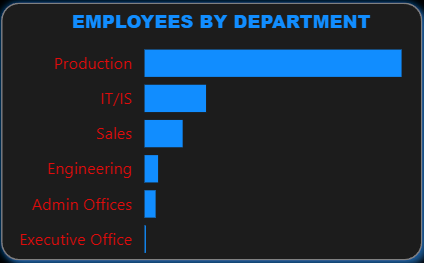 EMPLOYEES BY DEPARTMENT
Production
IT/IS
Sales
Engineering
Admin Offices
Executive Office